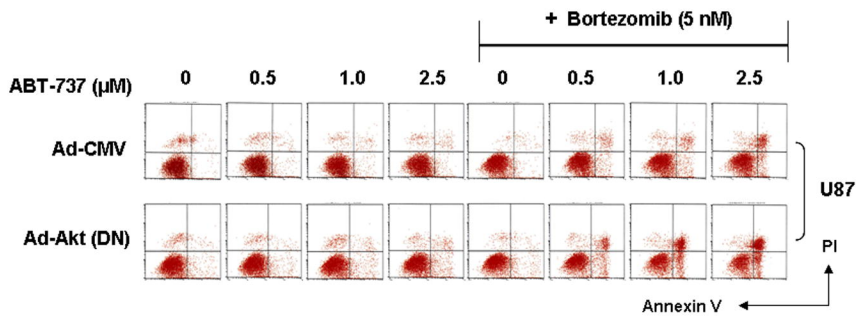 + Bortezomib (5 nM)
ABT-737 (µM) 0 0.5 1.0 2.5 0 0.5 1.0 2.5
Ad-CMV
U87
Ad-Akt (DN)
PI
Annexin V